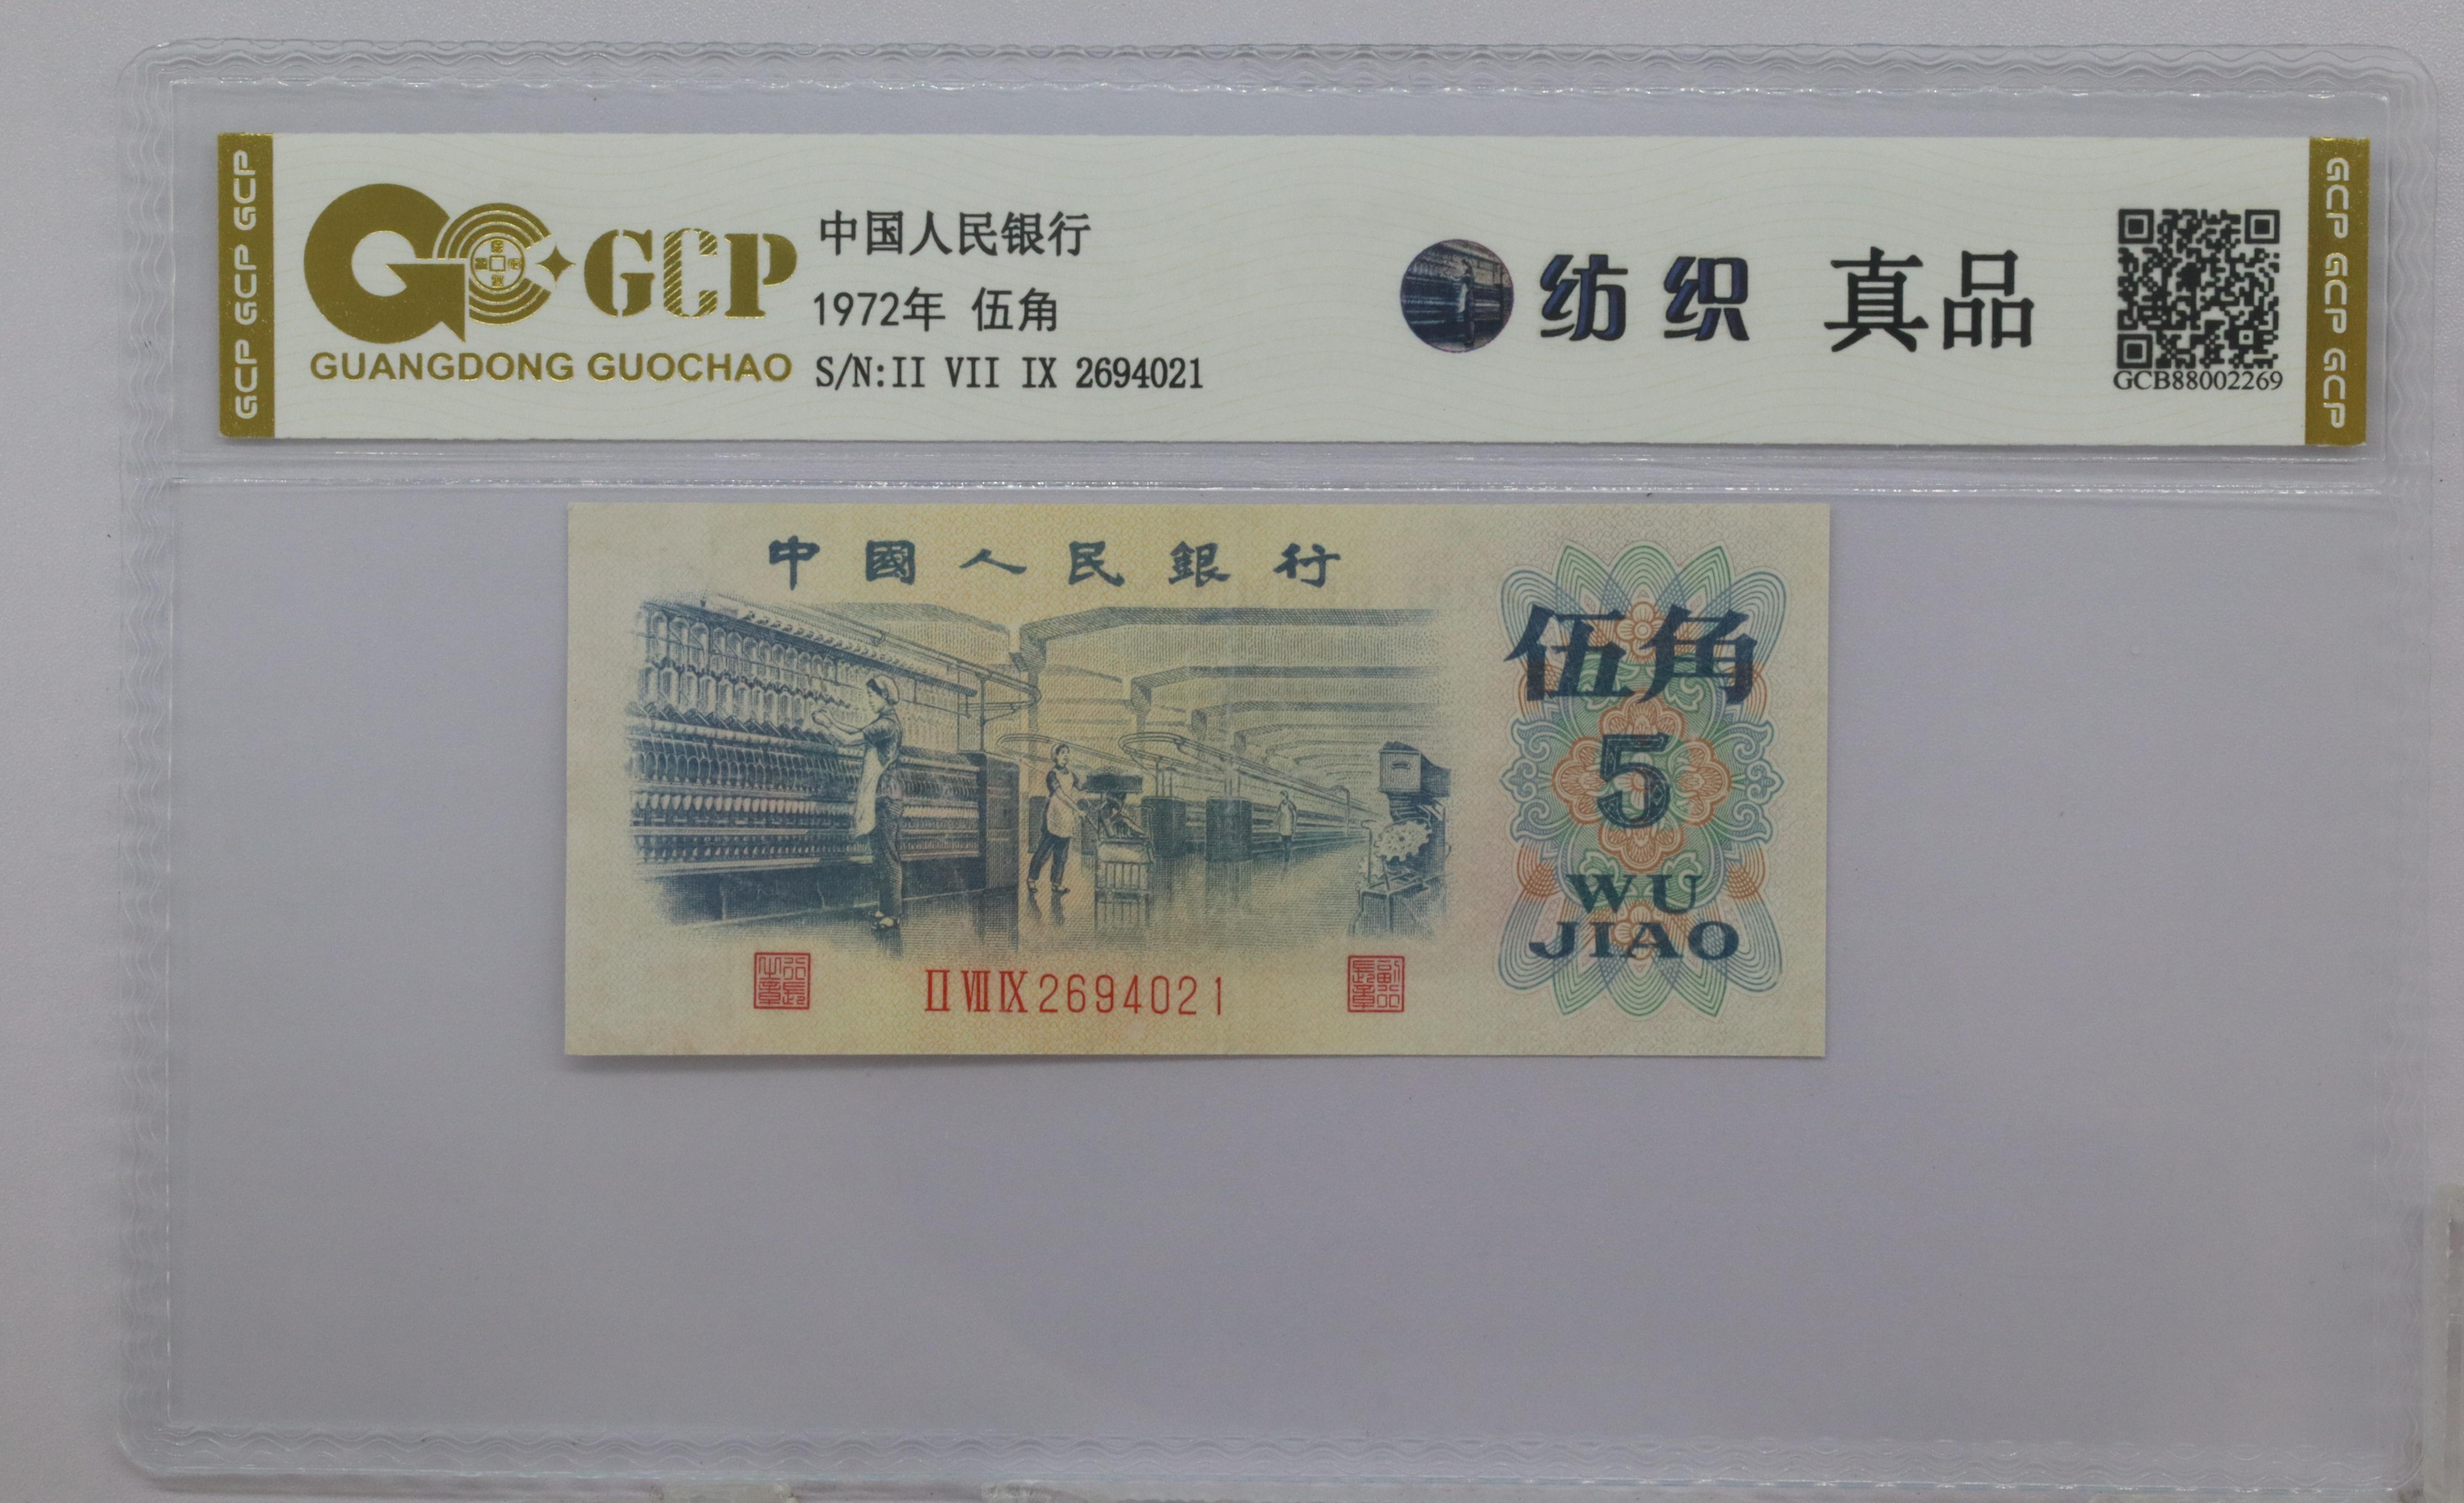 GCP GCP GCP
GCP
GUANGDONG GUOCHAO
中国人民银行
1972年 伍角
S/N:II VII IX 2694021
纺织 真品
GCB88002269
GCP GCP GCP
中國人民銀行
伍角
5
WU
JIAO
II VII IX 2694021